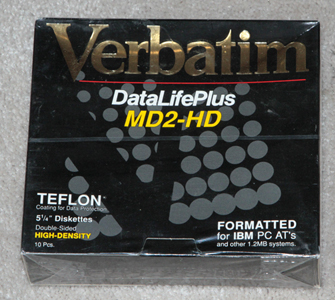 Verbatim
DataLifePlus
MD2-HD
TEFLON™
Coating for Data Protection
5¼" Diskettes
Double-Sided
HIGH-DENSITY
10 Pcs.
FORMATTED
for IBM PC AT's
and other 1.2MB systems.